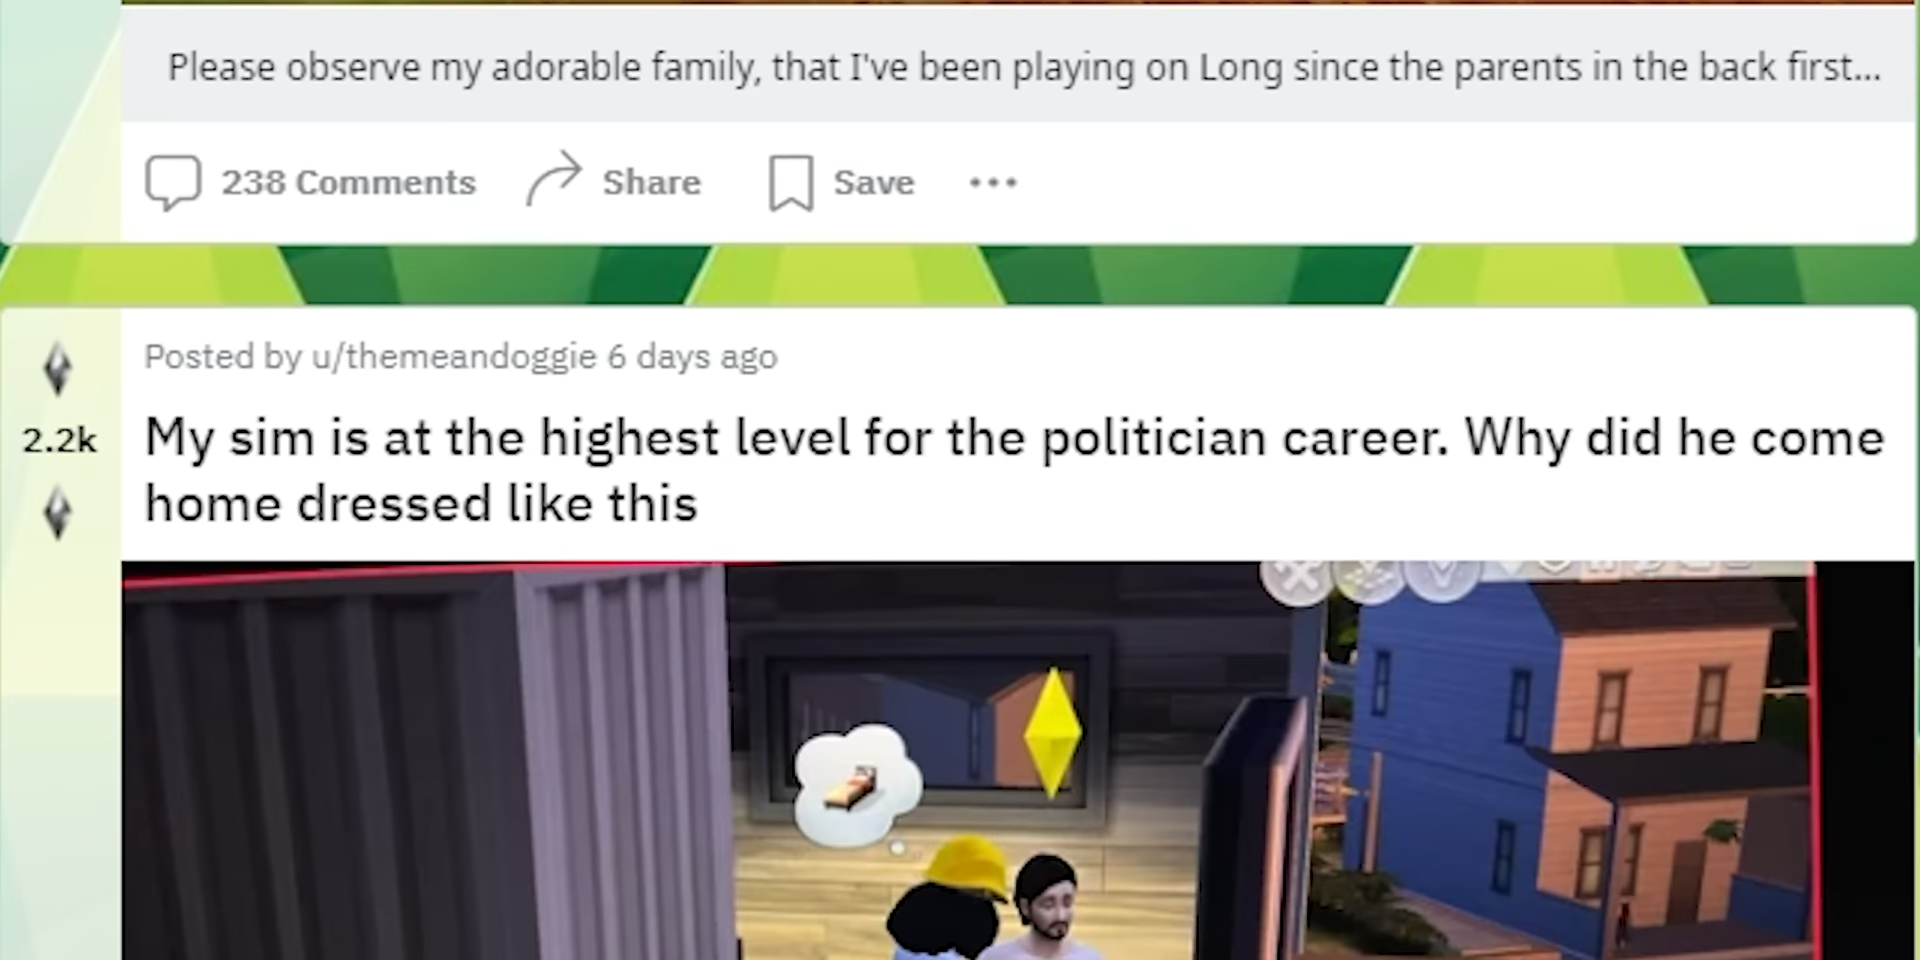 Please observe my adorable family, that I've been playing on Long since the parents in the back first...
238 Comments Share Save
Posted by u/themeandoggie 6 days ago
2.2k
My sim is at the highest level for the politician career. Why did he come
home dressed like this